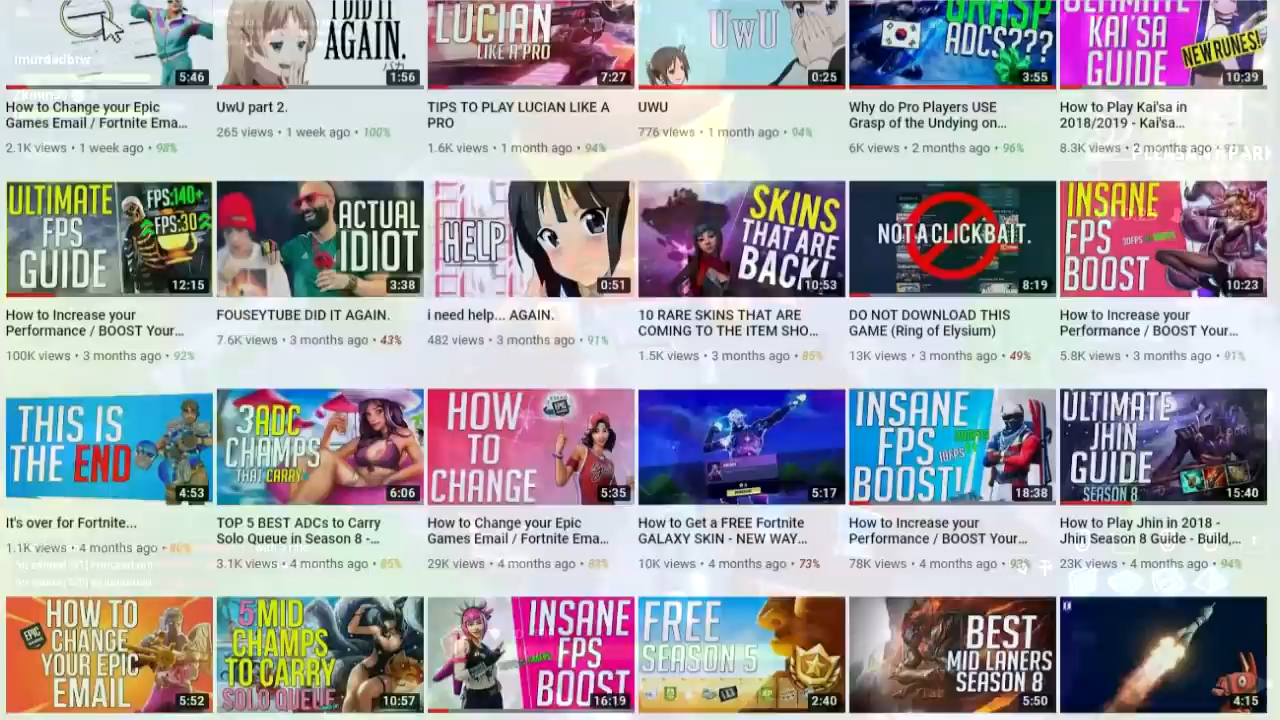 I DID IT
AGAIN.
バカ
LUCIAN
LIKE A PRO
UwU
GRASP
ADCS???
ULTIMATE
KAI'SA
GUIDE
NEW RUNES!
imurdadbtw
5:46
1:56
7:27
0:25
3:55
10:39
How to Change your Epic
Games Email / Fortnite Ema...
2.1K views • 1 week ago • 98%
UwU part 2.
265 views • 1 week ago • 100%
TIPS TO PLAY LUCIAN LIKE A
PRO
1.6K views • 1 month ago • 94%
UWU
776 views • 1 month ago • 94%
Why do Pro Players USE
Grasp of the Undying on...
6K views • 2 months ago • 96%
How to Play Kai'sa in
2018/2019 - Kai'sa...
8.3K views • 2 months ago •
ULTIMATE
FPS
GUIDE
FPS:140+
FPS:30
12:15
ACTUAL
IDIOT
3:38
HELP
0:51
SKINS
THAT ARE
BACK!
10:53
NOT A CLICKBAIT.
8:19
INSANE
FPS
BOOST
10:23
How to Increase your
Performance / BOOST Your...
100K views • 3 months ago • 92%
FOUSEYTUBE DID IT AGAIN.
7.6K views • 3 months ago • 43%
i need help... AGAIN.
482 views • 3 months ago • 91%
10 RARE SKINS THAT ARE
COMING TO THE ITEM SHO...
1.5K views • 3 months ago • 85%
DO NOT DOWNLOAD THIS
GAME (Ring of Elysium)
13K views • 3 months ago • 49%
How to Increase your
Performance / BOOST Your...
5.8K views • 3 months ago • 91%
THIS IS
THE END
4:53
3 ADC
CHAMPS
THAT CARRY
6:06
HOW
TO
CHANGE
5:35
5:17
INSANE
FPS
BOOST!
18:38
ULTIMATE
JHIN
GUIDE
SEASON 8
15:40
It's over for Fortnite...
1.1K views • 4 months ago • 80%
TOP 5 BEST ADCs to Carry
Solo Queue in Season 8 -...
3.1K views • 4 months ago • 85%
How to Change your Epic
Games Email / Fortnite Ema...
29K views • 4 months ago • 83%
How to Get a FREE Fortnite
GALAXY SKIN - NEW WAY...
10K views • 4 months ago • 73%
How to Increase your
Performance / BOOST Your...
78K views • 4 months ago • 93%
How to Play Jhin in 2018 -
Jhin Season 8 Guide - Build,...
23K views • 4 months ago • 94%
HOW TO
CHANGE
YOUR EPIC
EMAIL
5:52
5 MID
CHAMPS
TO CARRY
SOLO QUEUE
10:57
INSANE
FPS
BOOST
16:19
FREE
SEASON 5
2:40
BEST
MID LANERS
SEASON 8
5:50
4:15